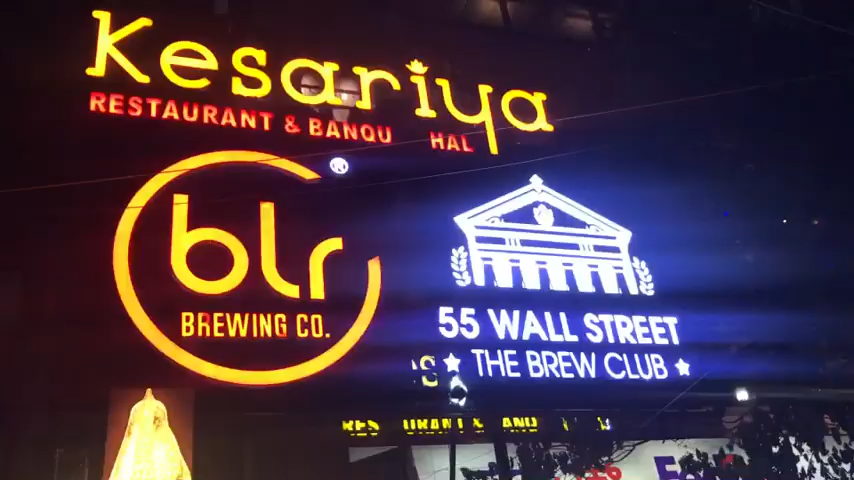 Kesariya
RESTAURANT & BANQU HAL
®
blr
BREWING CO.
55 WALL STREET
THE BREW CLUB